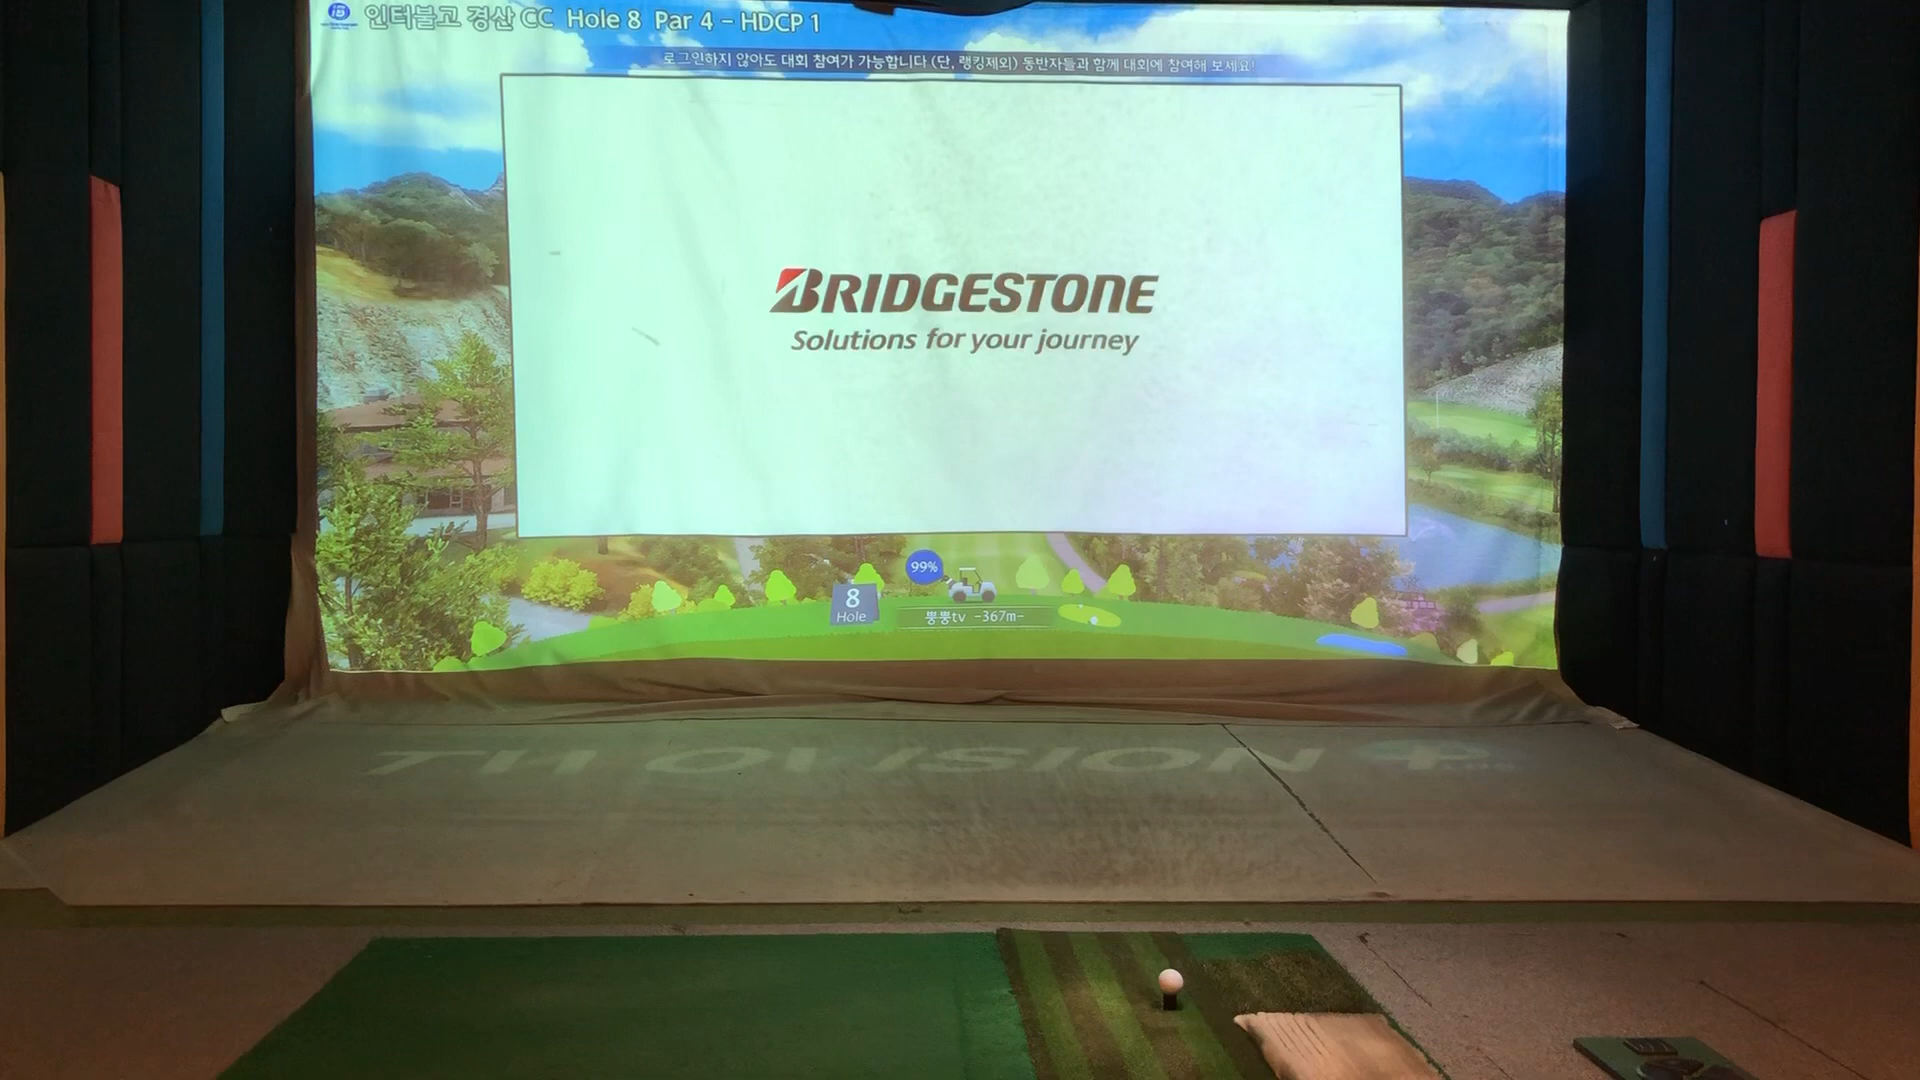 인터불고 경산 CC Hole 8 Par 4 - HDCP 1
로그인하지 않아도 대회 참여가 가능합니다 (단, 랭킹제외) 동반자들과 함께 대회에 참여해 보세요!
BRIDGESTONE
Solutions for your journey
99%
8
Hole
뿡뿡tv -367m-